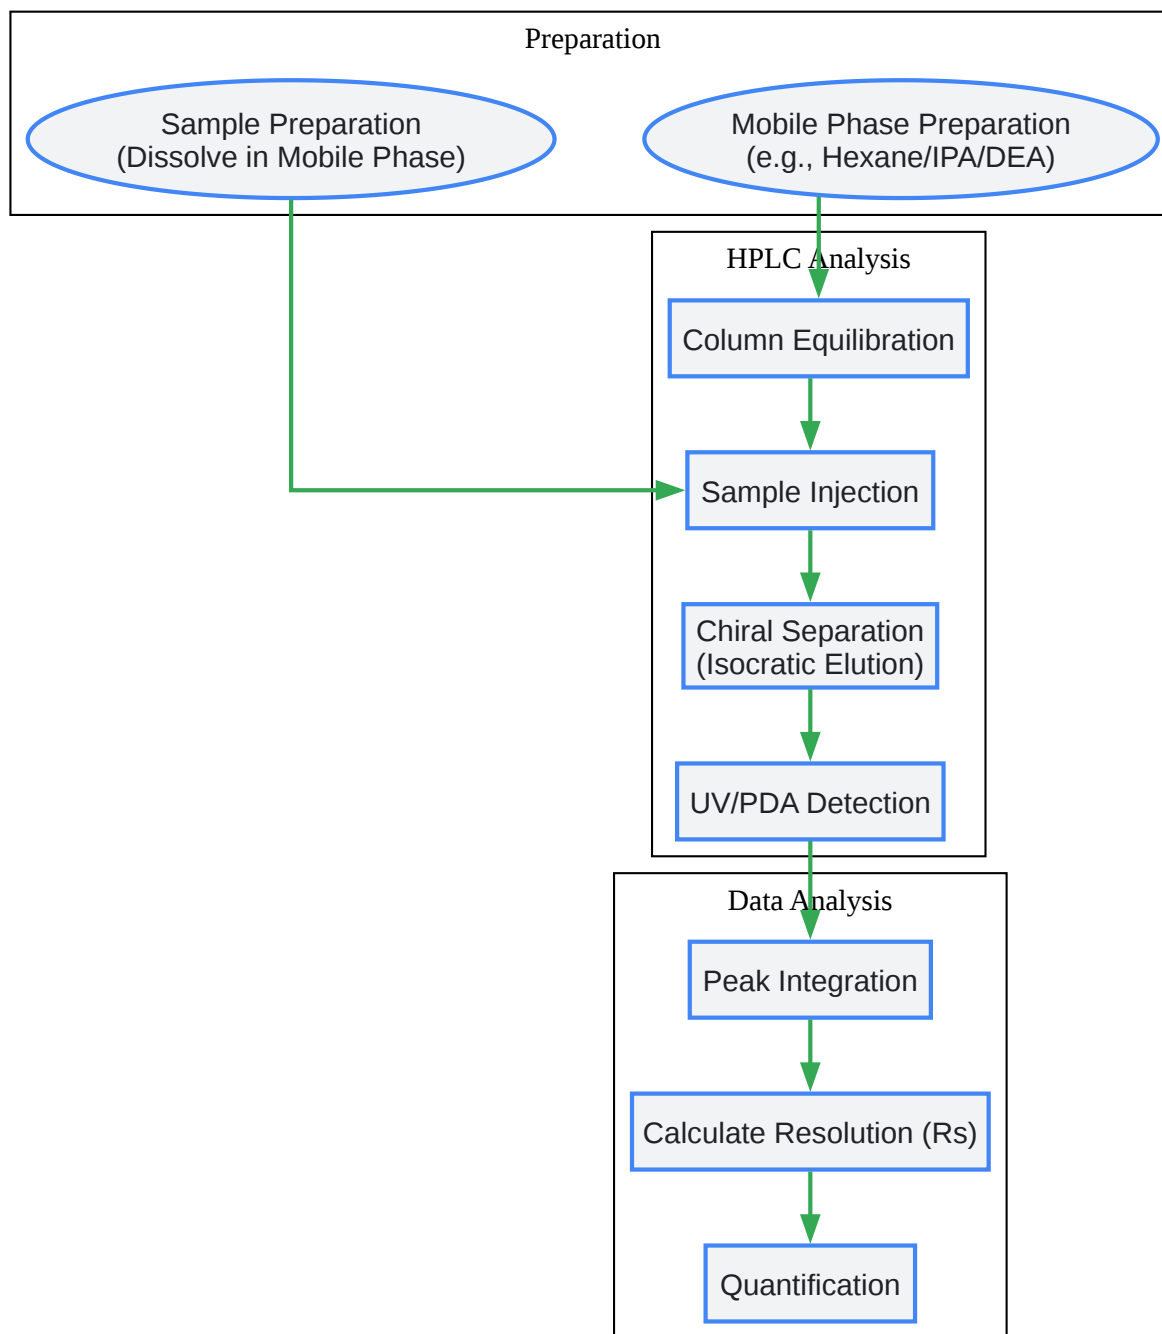 Preparation
Sample Preparation
(Dissolve in Mobile Phase)
Mobile Phase Preparation
(e.g., Hexane/IPA/DEA)
HPLC Analysis
Column Equilibration
Sample Injection
Chiral Separation
(Isocratic Elution)
UV/PDA Detection
Data Analysis
Peak Integration
Calculate Resolution (Rs)
Quantification